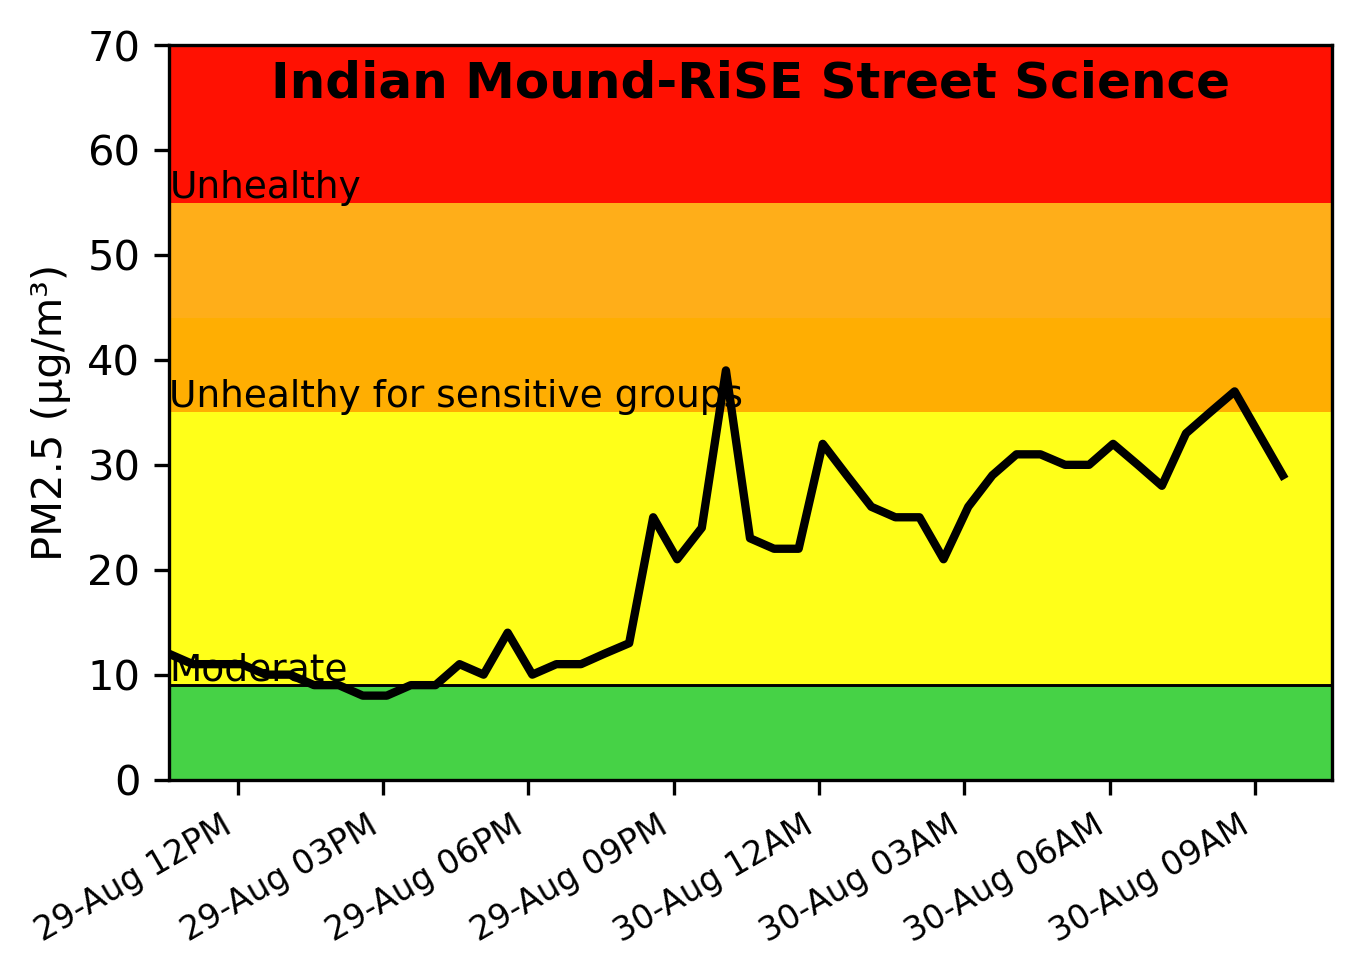 Indian Mound-RiSE Street Science
70
60
50
40
30
20
10
0
PM2.5 (µg/m³)
Unhealthy
Unhealthy for sensitive groups
Moderate
29-Aug 12PM
29-Aug 03PM
29-Aug 06PM
29-Aug 09PM
30-Aug 12AM
30-Aug 03AM
30-Aug 06AM
30-Aug 09AM